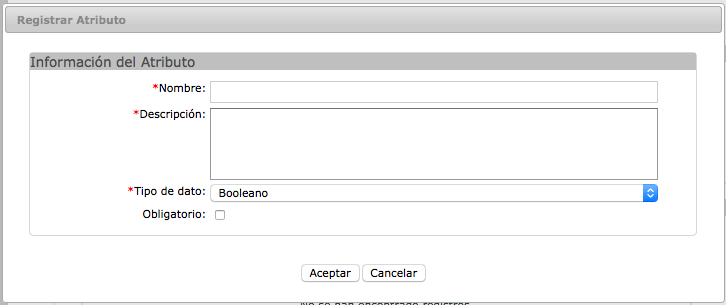 Registrar Atributo
Información del Atributo
*Nombre:
*Descripción:
*Tipo de dato: Booleano
Obligatorio:
Aceptar Cancelar
No se han encontrado registros